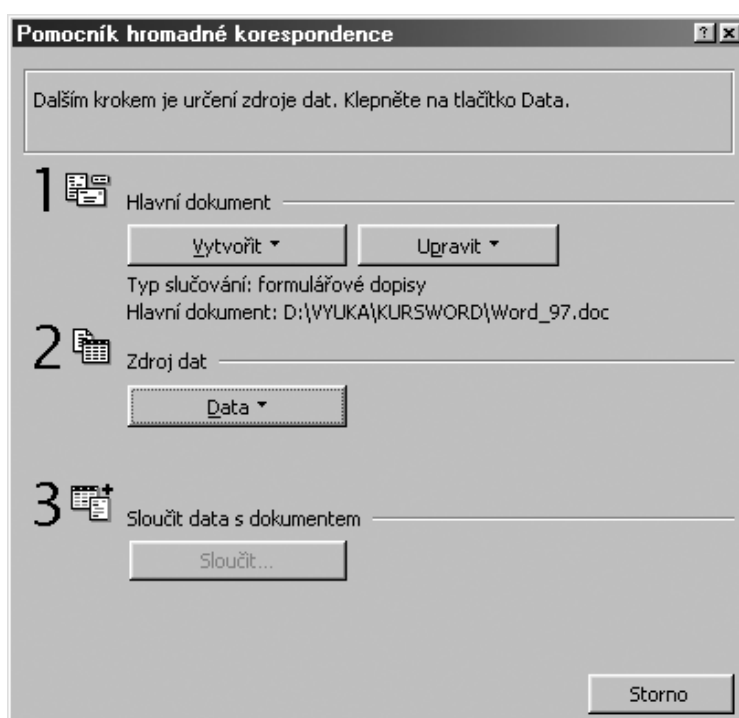 Pomocník hromadné korespondence
Dalším krokem je určení zdroje dat. Klepněte na tlačítko Data.
1 Hlavní dokument
Vytvořit Upravit
Typ slučování: formulářové dopisy
Hlavní dokument: D:\VYUKA\KURSWORD\Word_97.doc
2 Zdroj dat
Data
3 Sloučit data s dokumentem
Sloučit...
Storno